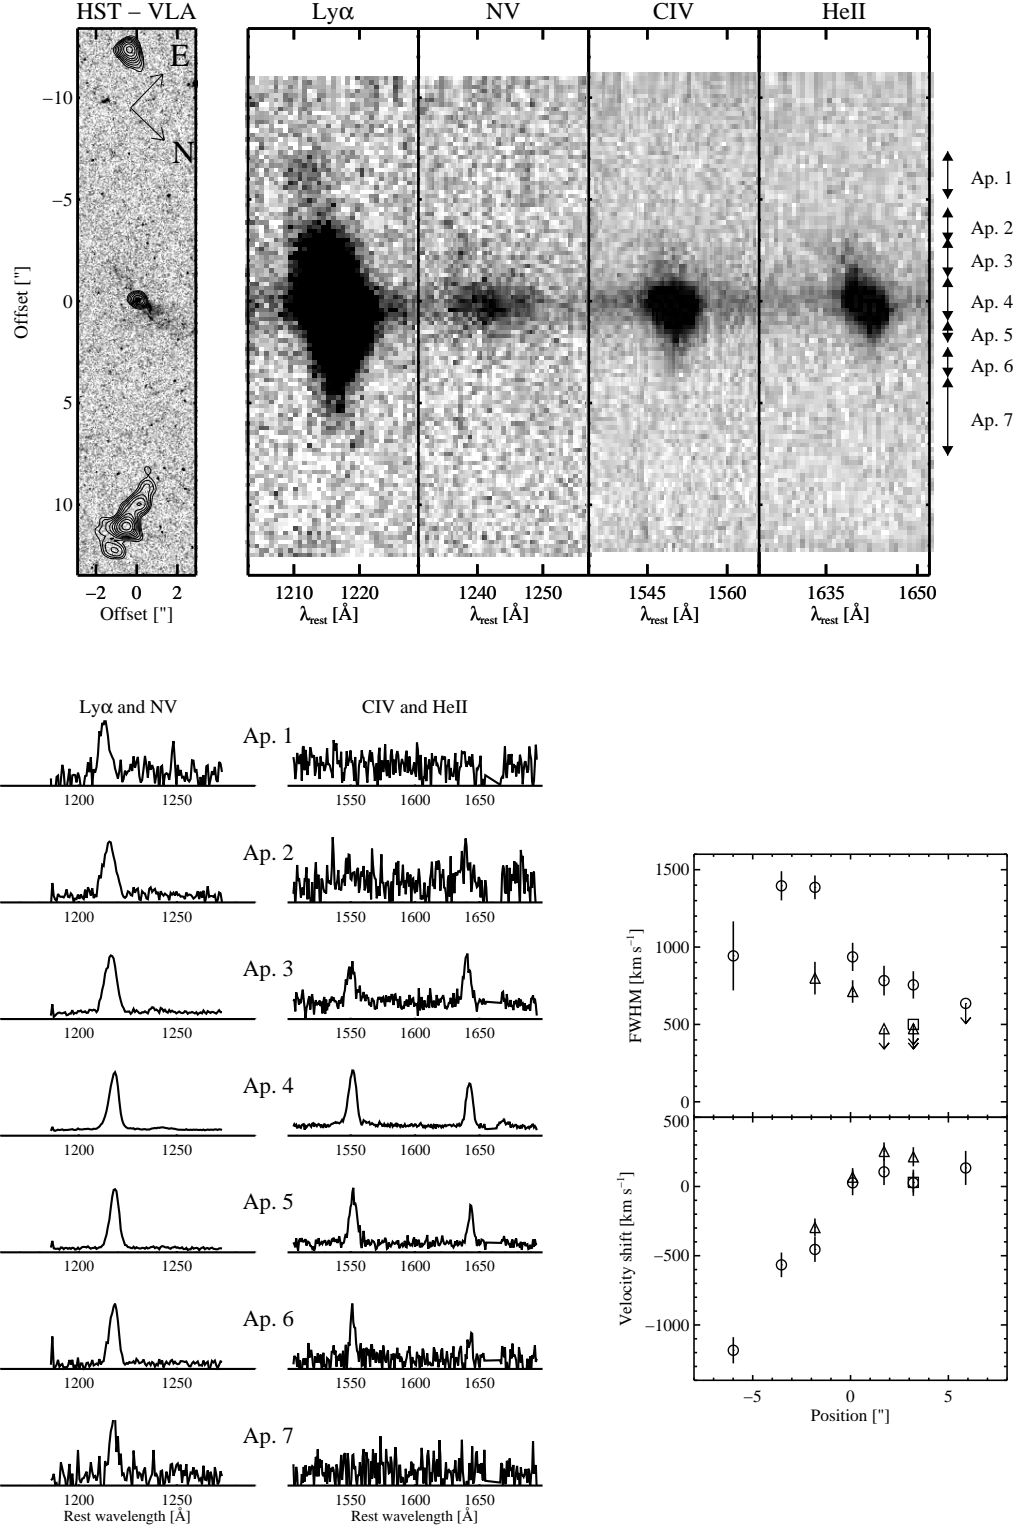 HST – VLA
Lyα NV CIV HeII
E
N
−10
−5
0
5
10
Offset ["]
−2 0 2
Offset ["]
1210 1220
λrest [Å]
1240 1250
λrest [Å]
1545 1560
λrest [Å]
1635 1650
λrest [Å]
Ap. 1
Ap. 2
Ap. 3
Ap. 4
Ap. 5
Ap. 6
Ap. 7
Lyα and NV CIV and HeII
Ap. 1
1200 1250 1550 1600 1650
Ap. 2
1200 1250 1550 1600 1650
Ap. 3
1200 1250 1550 1600 1650
Ap. 4
1200 1250 1550 1600 1650
Ap. 5
1200 1250 1550 1600 1650
Ap. 6
1200 1250 1550 1600 1650
Ap. 7
1200 1250 1550 1600 1650
Rest wavelength [Å] Rest wavelength [Å]
1500
1000
500
0
FWHM [km s⁻¹]
500
0
−500
−1000
Velocity shift [km s⁻¹]
−5 0 5
Position ["]